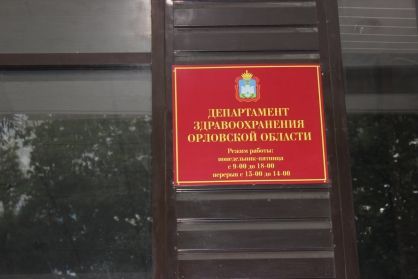 ДЕПАРТАМЕНТ
ЗДРАВООХРАНЕНИЯ
ОРЛОВСКОЙ ОБЛАСТИ
Режим работы:
понедельник-пятница
с 9-00 до 18-00
перерыв с 13-00 до 14-00